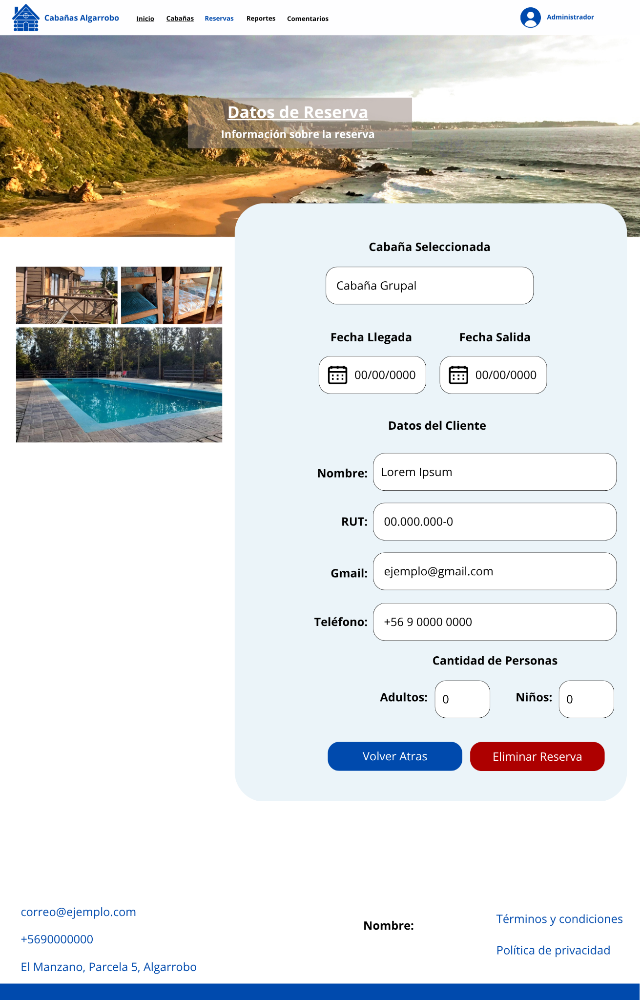 Cabañas Algarrobo
Inicio
Cabañas
Reservas
Reportes
Comentarios
Administrador
Datos de Reserva
Información sobre la reserva
Cabaña Seleccionada
Cabaña Grupal
Fecha Llegada
Fecha Salida
00/00/0000
00/00/0000
Datos del Cliente
Nombre:
Lorem Ipsum
RUT:
00.000.000-0
Gmail:
ejemplo@gmail.com
Teléfono:
+56 9 0000 0000
Cantidad de Personas
Adultos:
0
Niños:
0
Volver Atras
Eliminar Reserva
correo@ejemplo.com
+5690000000
El Manzano, Parcela 5, Algarrobo
Nombre:
Términos y condiciones
Política de privacidad